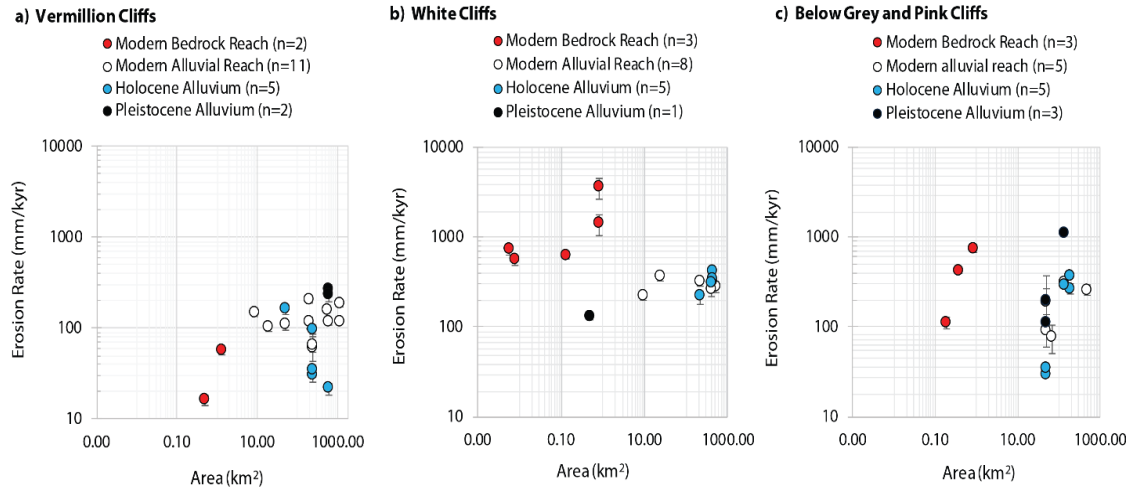 a) Vermillion Cliffs
Modern Bedrock Reach (n=2)
Modern Alluvial Reach (n=11)
Holocene Alluvium (n=5)
Pleistocene Alluvium (n=2)
10000
1000
100
10
Erosion Rate (mm/kyr)
0.00 0.10 10.00 1000.00
Area (km²)
b) White Cliffs
Modern Bedrock Reach (n=3)
Modern Alluvial Reach (n=8)
Holocene Alluvium (n=5)
Pleistocene Alluvium (n=1)
10000
1000
100
10
Erosion Rate (mm/kyr)
0.00 0.10 10.00 1000.00
Area (km²)
c) Below Grey and Pink Cliffs
Modern Bedrock Reach (n=3)
Modern alluvial reach (n=5)
Holocene Alluvium (n=5)
Pleistocene Alluvium (n=3)
10000
1000
100
10
Erosion Rate (mm/kyr)
0.00 0.10 10.00 1000.00
Area (km²)